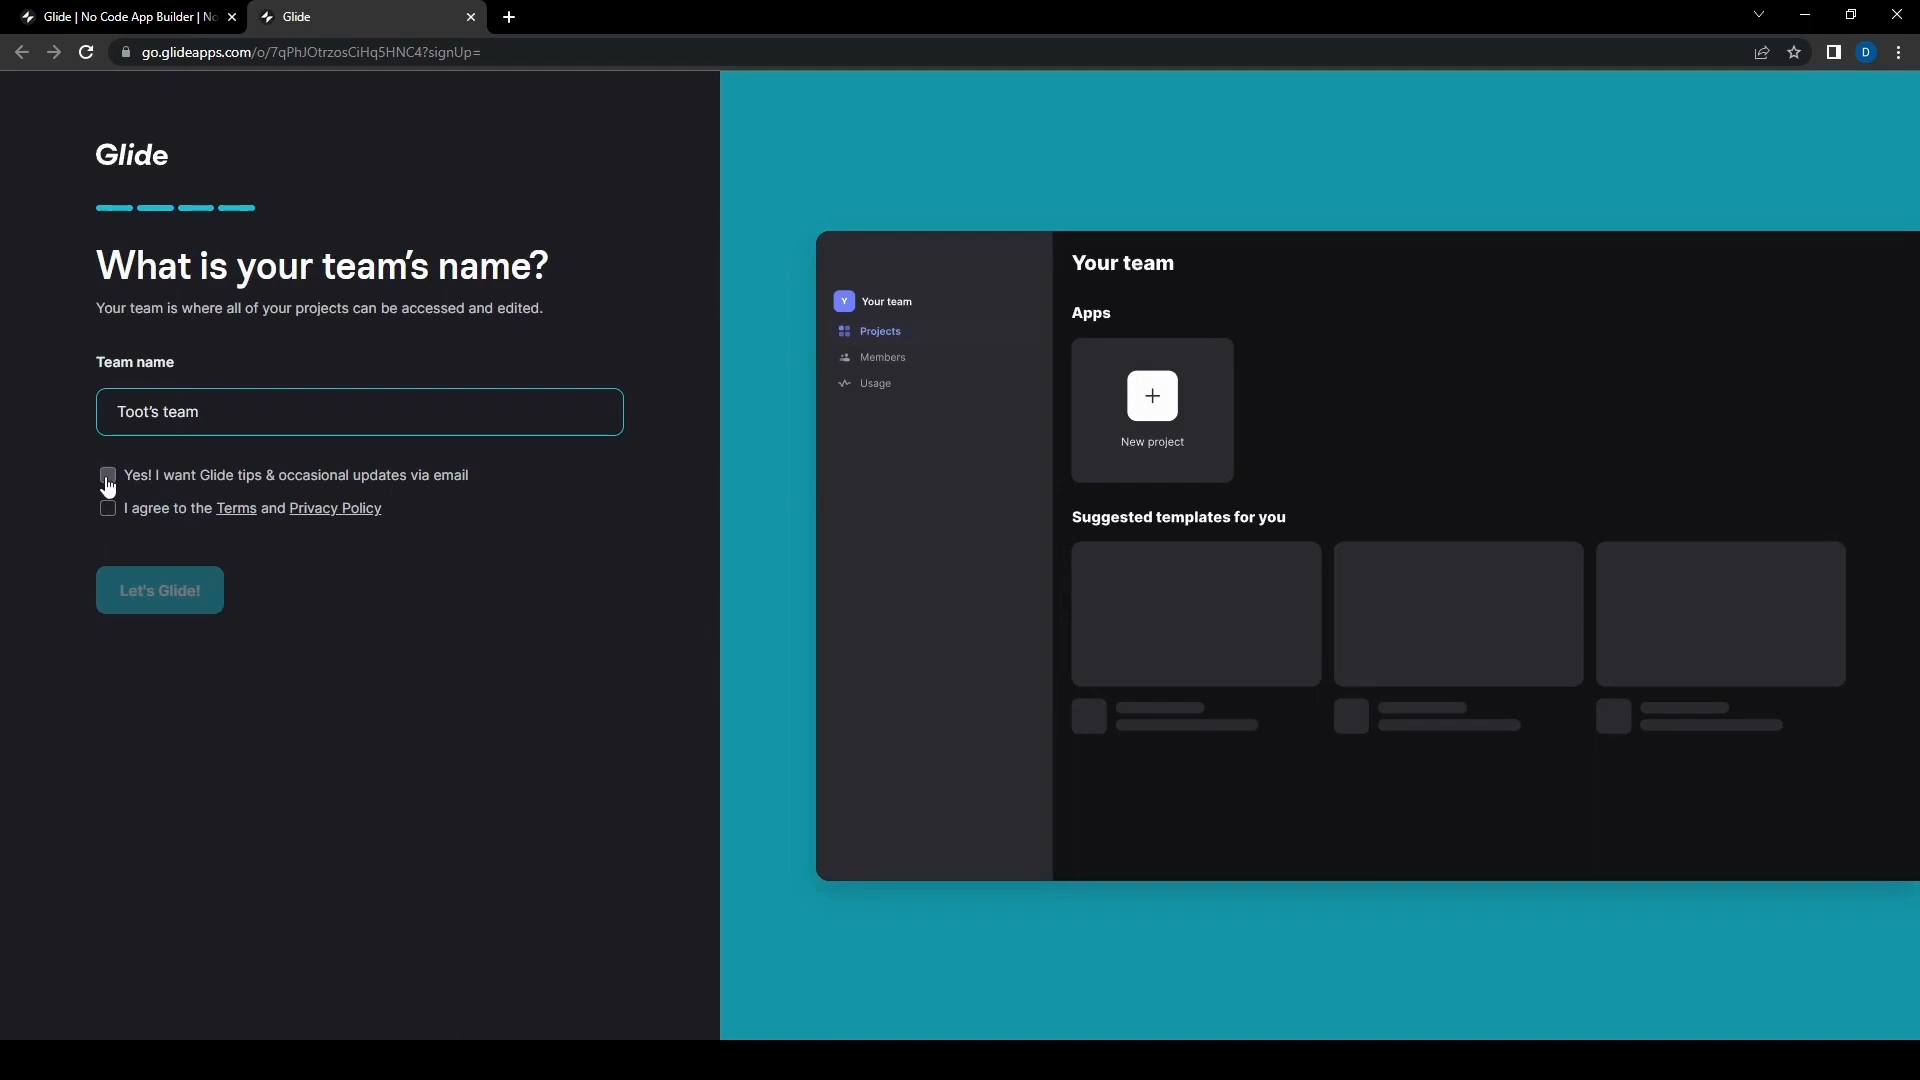 Glide | No Code App Builder | No
Glide
go.glideapps.com/o/7qPhJOtrzosCiHq5HNC4?signUp=
D
Glide
What is your team's name?
Your team is where all of your projects can be accessed and edited.
Team name
Toot's team
Yes! I want Glide tips & occasional updates via email
I agree to the Terms and Privacy Policy
Let's Glide!
Y Your team
Projects
Members
Usage
Your team
Apps
New project
Suggested templates for you